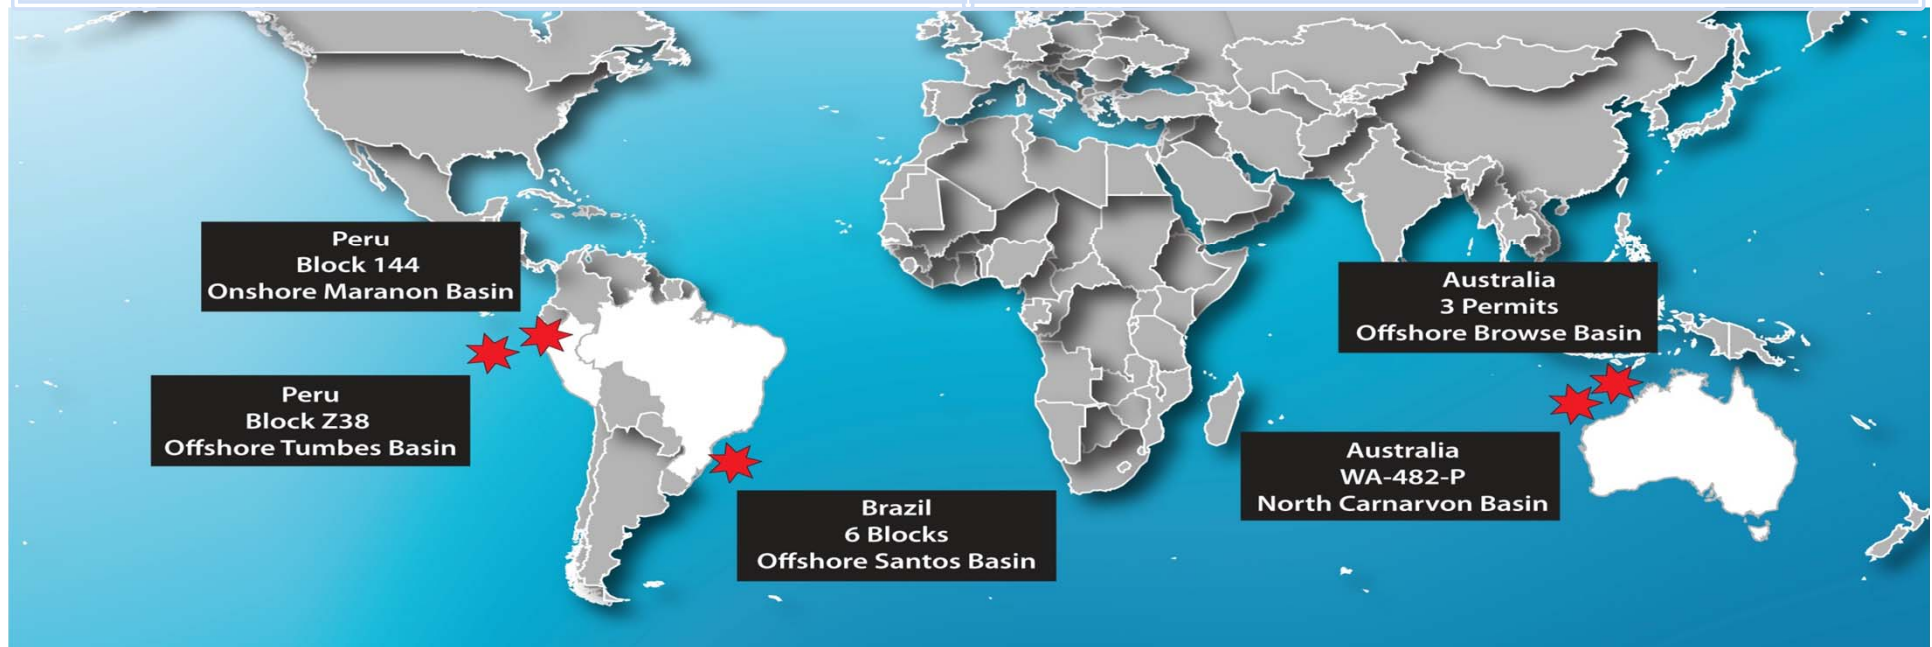 Peru
Block 144
Onshore Maranon Basin
Peru
Block Z38
Offshore Tumbes Basin
Brazil
6 Blocks
Offshore Santos Basin
Australia
3 Permits
Offshore Browse Basin
Australia
WA-482-P
North Carnarvon Basin